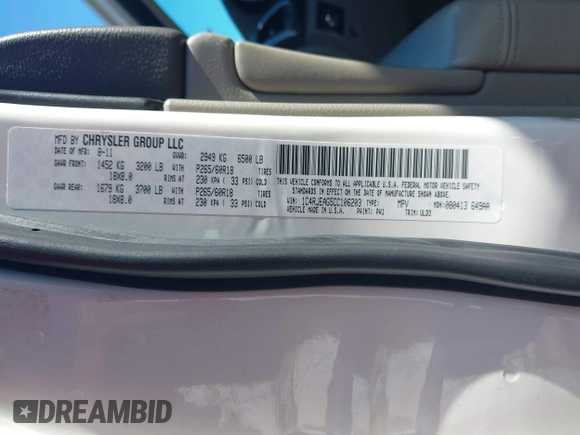 MFD BY CHRYSLER GROUP LLC
DATE OF MFR: 8-11 GVWR: 2949 KG 6500 LB
GAWR FRONT: 1452 KG 3200 LB WITH TIRES
18X8.0 RIMS AT P265/60R18
230 KPA ( 33 PSI) COLD
GAWR REAR: 1679 KG 3700 LB WITH TIRES
18X8.0 RIMS AT P265/60R18
230 KPA ( 33 PSI) COLD
THIS VEHICLE CONFORMS TO ALL APPLICABLE U.S.A. FEDERAL MOTOR VEHICLE SAFETY
STANDARDS IN EFFECT ON THE DATE OF MANUFACTURE SHOWN ABOVE.
VIN: 1C4RJEAG5CC106203 TYPE: MPV MDH: 080413 649AA
VEHICLE MADE IN U.S.A. PAINT: PW1 TRIM: ULD3
DREAMBID